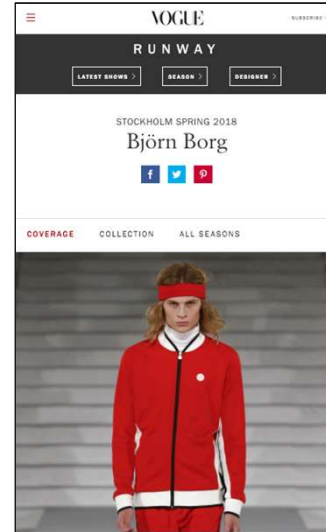 VOGUE
SUBSCRIBE
RUNWAY
LATEST SHOWS >
SEASON >
DESIGNER >
STOCKHOLM SPRING 2018
Björn Borg
COVERAGE
COLLECTION
ALL SEASONS